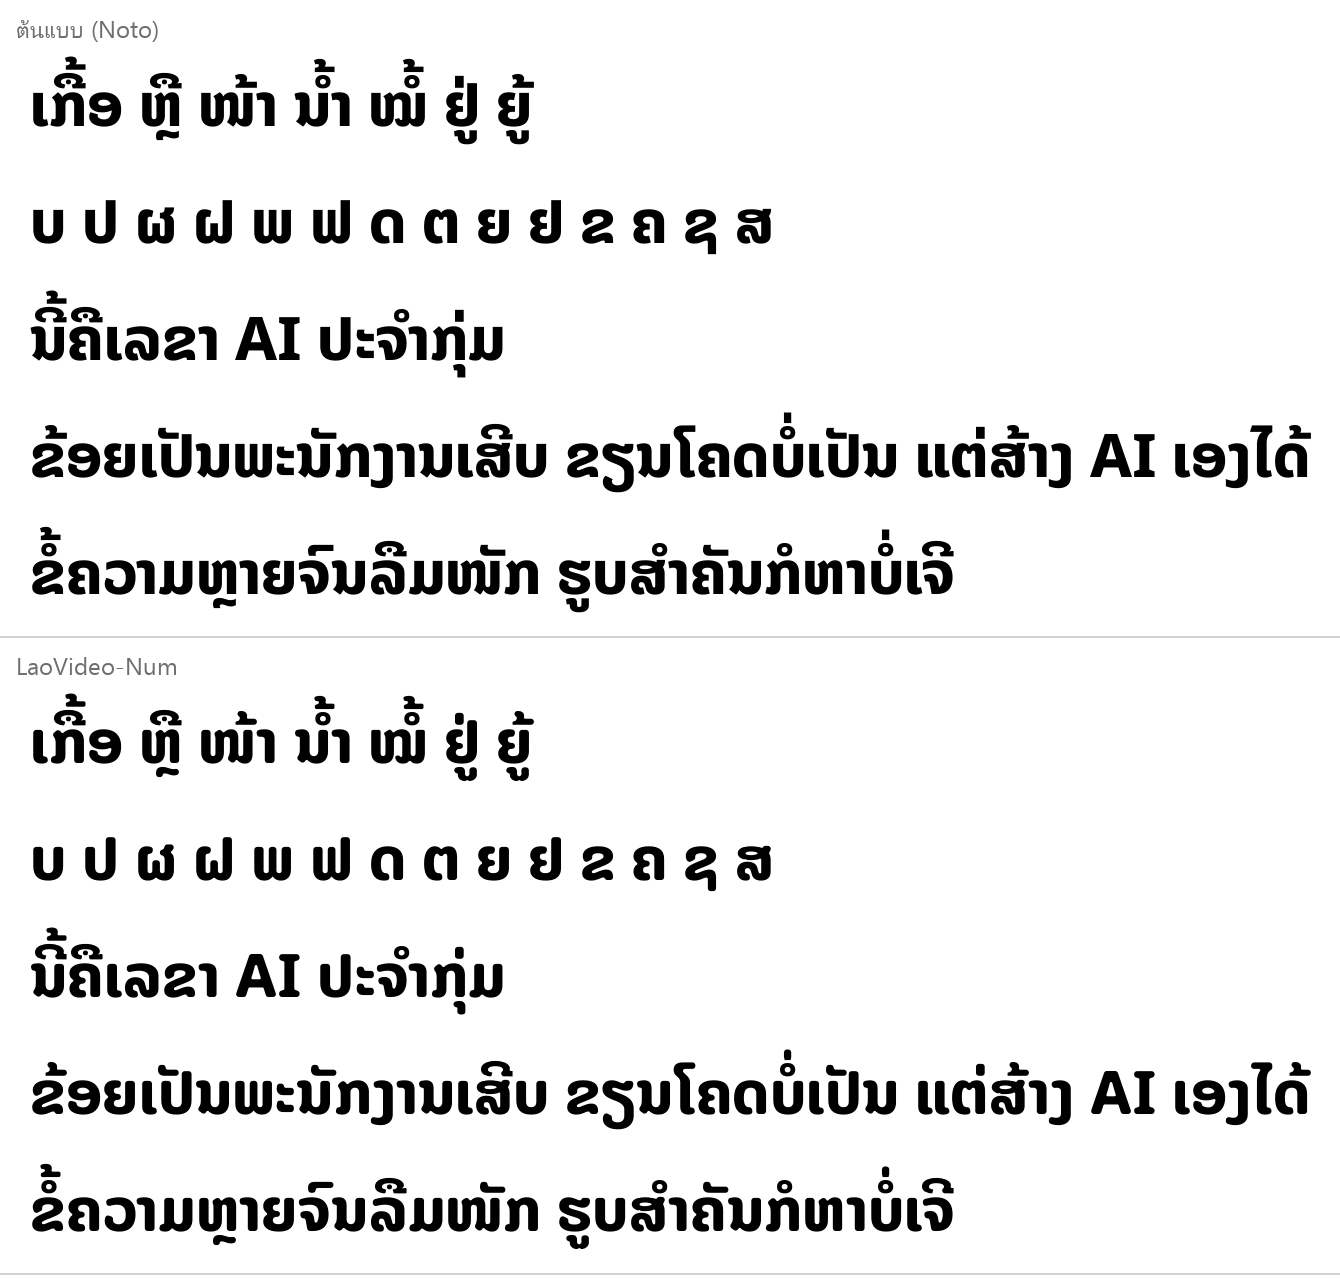 ต้นแบบ (Noto)
ເກື້ອ ຫຼື ໜ້າ ນ້ຳ ໝໍ້ ຢູ່ ຍູ້
ບ ປ ຜ ຝ ພ ຟ ດ ຕ ຍ ຢ ຂ ຄ ຊ ສ
ນີ້ຄືເລຂາ AI ປະຈຳກຸ່ມ
ຂ້ອຍເປັນພະນັກງານເສີບ ຂຽນໂຄດບໍ່ເປັນ ແຕ່ສ້າງ AI ເອງໄດ້
ຂໍ້ຄວາມຫຼາຍຈົນລືມໜັກ ຮູບສຳຄັນກໍຫາບໍ່ເຈີ
LaoVideo-Num
ເກື້ອ ຫຼື ໜ້າ ນ້ຳ ໝໍ້ ຢູ່ ຍູ້
ບ ປ ຜ ຝ ພ ຟ ດ ຕ ຍ ຢ ຂ ຄ ຊ ສ
ນີ້ຄືເລຂາ AI ປະຈຳກຸ່ມ
ຂ້ອຍເປັນພະນັກງານເສີບ ຂຽນໂຄດບໍ່ເປັນ ແຕ່ສ້າງ AI ເອງໄດ້
ຂໍ້ຄວາມຫຼາຍຈົນລືມໜັກ ຮູບສຳຄັນກໍຫາບໍ່ເຈີ